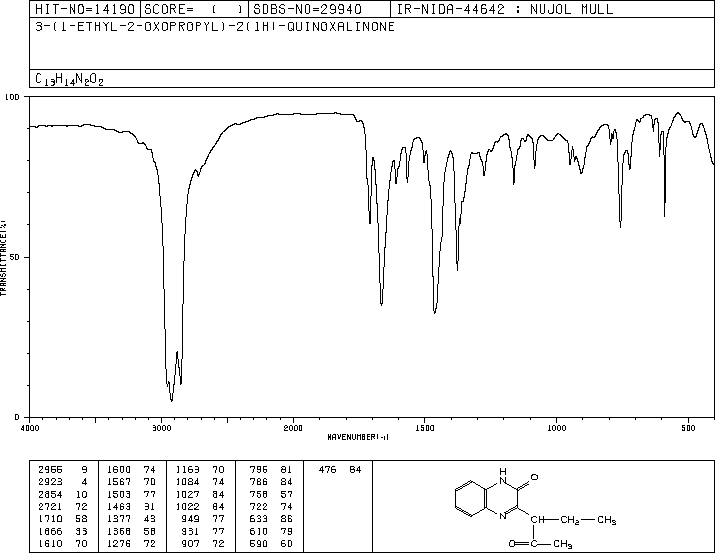 HIT-NO=14190 SCORE= ( ) SDBS-NO=29940 IR-NIDA-44642 : NUJOL MULL
3-(1-ETHYL-2-OXOPROPYL)-2(1H)-QUINOXALINONE
C13H14N2O2
100
50
0
TRANSMITTANCE(%)
4000 3000 2000 1500 1000 500
WAVENUMBER(-1)
2956 9 1600 74 1163 70 796 81 476 84
2923 4 1567 70 1084 74 786 84
2854 10 1503 77 1027 84 758 57
2721 72 1463 31 1022 84 722 74
1710 58 1377 43 949 77 633 86
1666 33 1368 58 931 77 610 79
1610 70 1276 72 907 72 590 60
H
N
O
N
CH—CH2—CH3
O=C—CH3